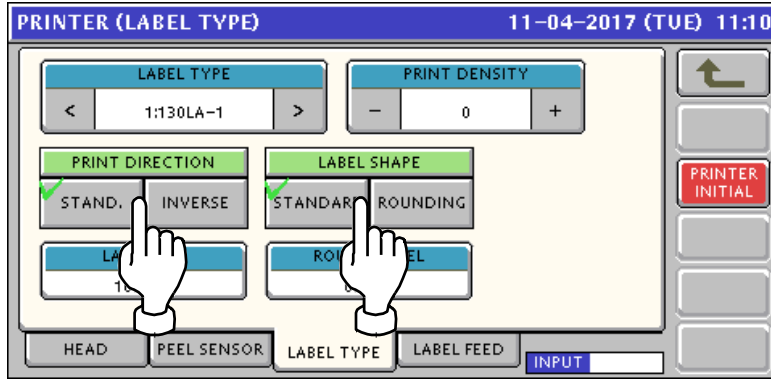 PRINTER (LABEL TYPE) 11-04-2017 (TUE) 11:10
LABEL TYPE PRINT DENSITY
< 1:130LA-1 > - 0 +
PRINT DIRECTION LABEL SHAPE
STAND. INVERSE STANDARD ROUNDING
PRINTER
INITIAL
HEAD PEEL SENSOR LABEL TYPE LABEL FEED INPUT